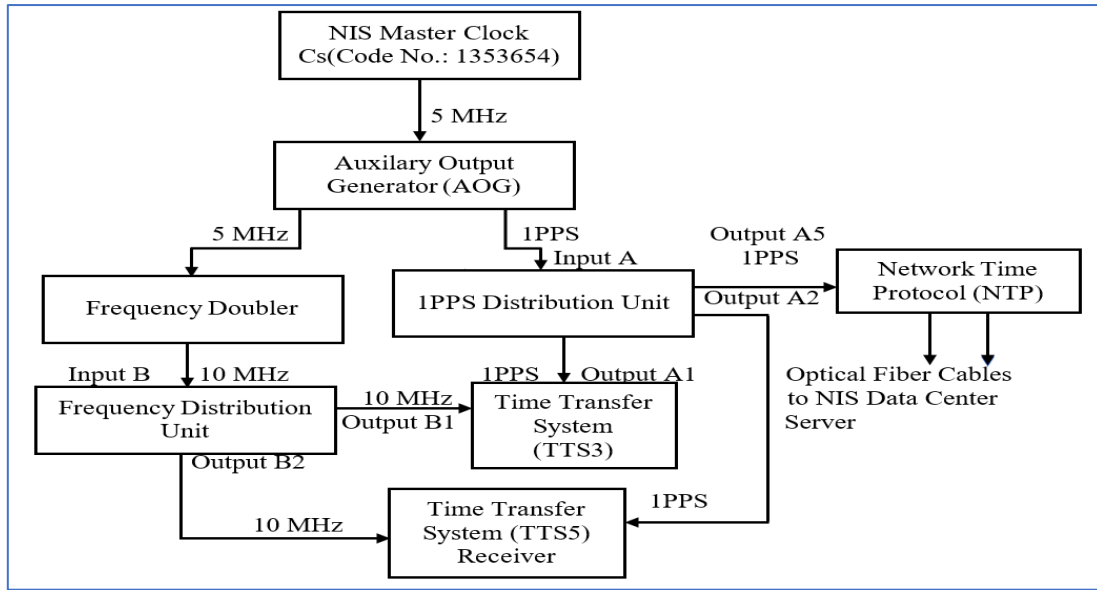 NIS Master Clock
Cs(Code No.: 1353654)
5 MHz
Auxilary Output
Generator (AOG)
5 MHz
1PPS
Input A
Output A5
1PPS
Output A2
Network Time
Protocol (NTP)
Frequency Doubler
1PPS Distribution Unit
Input B
10 MHz
1PPS
Output A1
Optical Fiber Cables
to NIS Data Center
Server
Frequency Distribution
Unit
10 MHz
Output B1
Time Transfer
System
(TTS3)
Output B2
10 MHz
Time Transfer
System (TTS5)
Receiver
1PPS